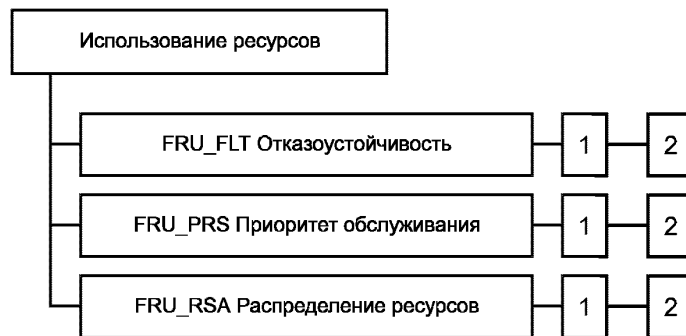 Использование ресурсов
FRU_FLT Отказоустойчивость 1 2
FRU_PRS Приоритет обслуживания 1 2
FRU_RSA Распределение ресурсов 1 2